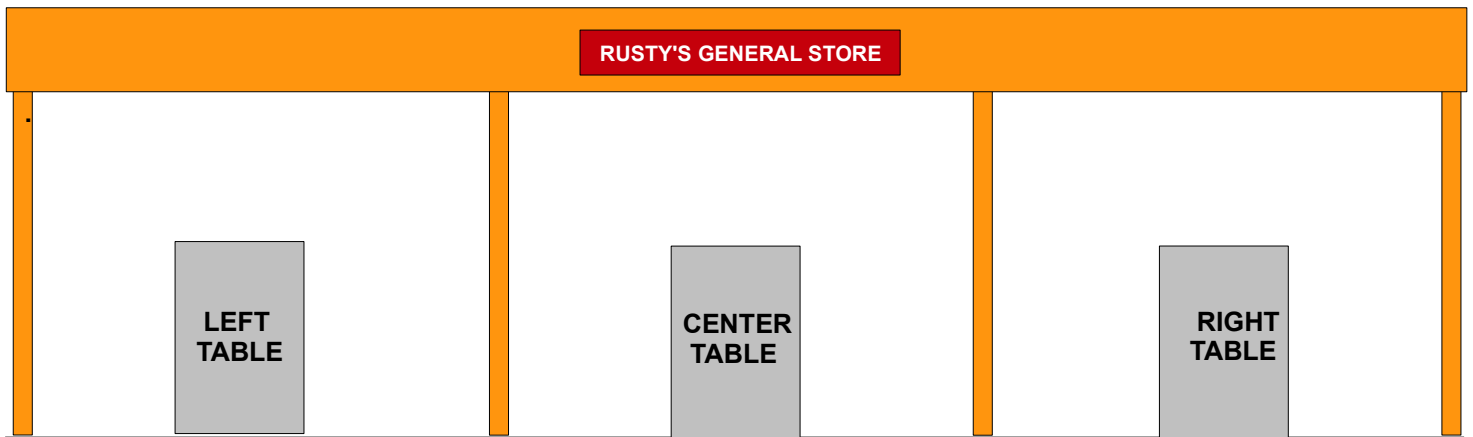 RUSTY'S GENERAL STORE
LEFT
TABLE
CENTER
TABLE
RIGHT
TABLE